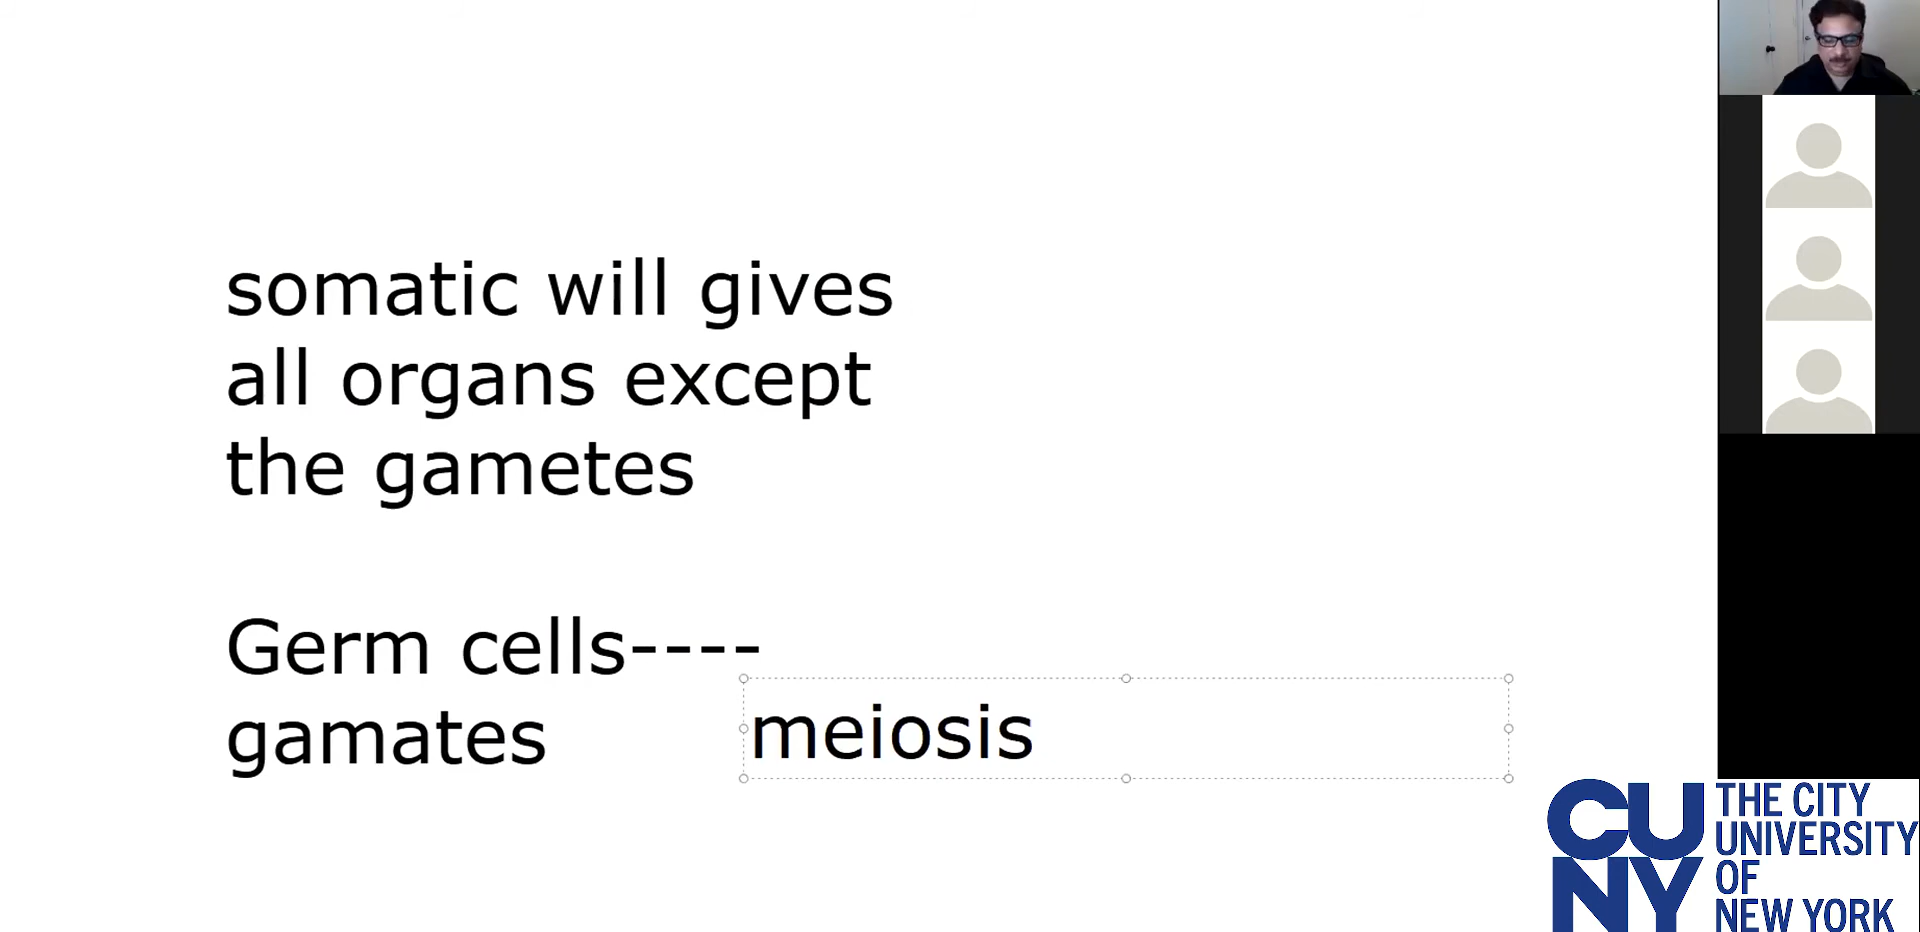 somatic will gives
all organs except
the gametes
Germ cells----
gamates
meiosis
CU
NY
THE CITY
UNIVERSITY
OF
NEW YORK